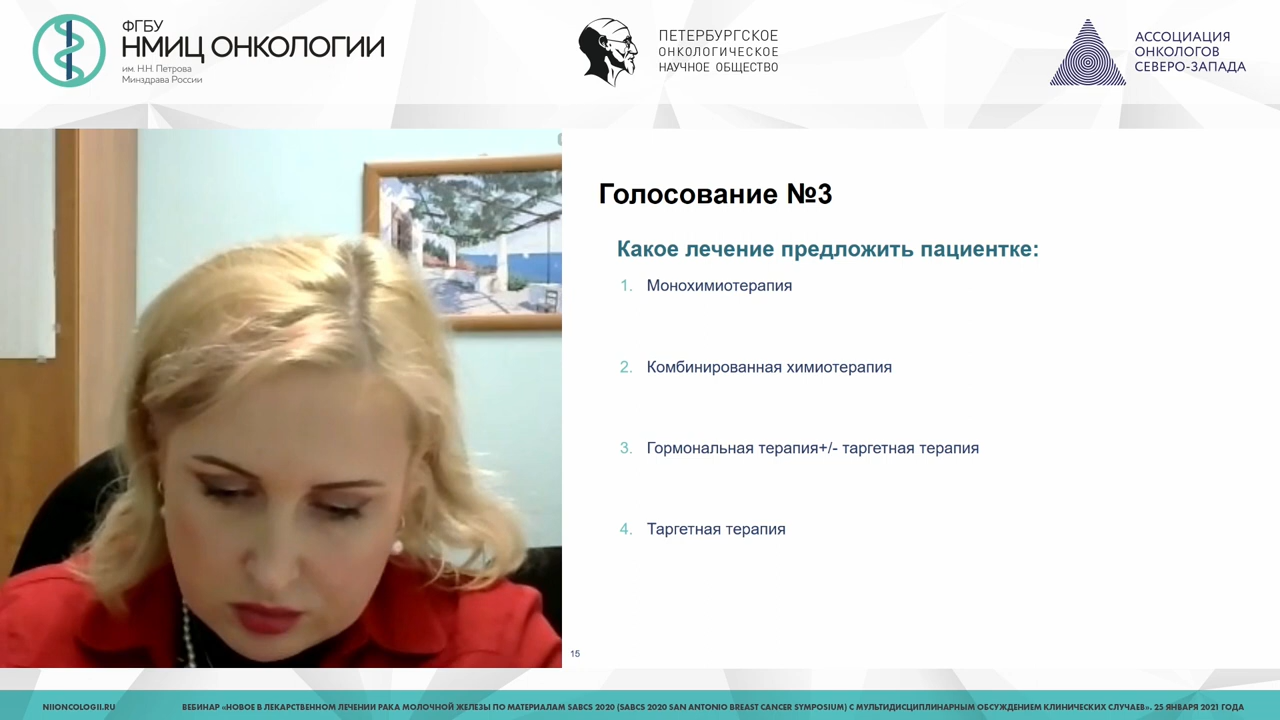 ФГБУ
НМИЦ ОНКОЛОГИИ
им. Н.Н. Петрова
Минздрава России
ПЕТЕРБУРГСКОЕ
ОНКОЛОГИЧЕСКОЕ
НАУЧНОЕ ОБЩЕСТВО
АССОЦИАЦИЯ
ОНКОЛОГОВ
СЕВЕРО-ЗАПАДА
Голосование №3
Какое лечение предложить пациентке:
1. Монохимиотерапия
2. Комбинированная химиотерапия
3. Гормональная терапия+/- таргетная терапия
4. Таргетная терапия
15
NIIONCOLOGII.RU
ВЕБИНАР «НОВОЕ В ЛЕКАРСТВЕННОМ ЛЕЧЕНИИ РАКА МОЛОЧНОЙ ЖЕЛЕЗЫ ПО МАТЕРИАЛАМ SABCS 2020 (SABCS 2020 SAN ANTONIO BREAST CANCER SYMPOSIUM) С МУЛЬТИДИСЦИПЛИНАРНЫМ ОБСУЖДЕНИЕМ КЛИНИЧЕСКИХ СЛУЧАЕВ». 25 ЯНВАРЯ 2021 ГОДА